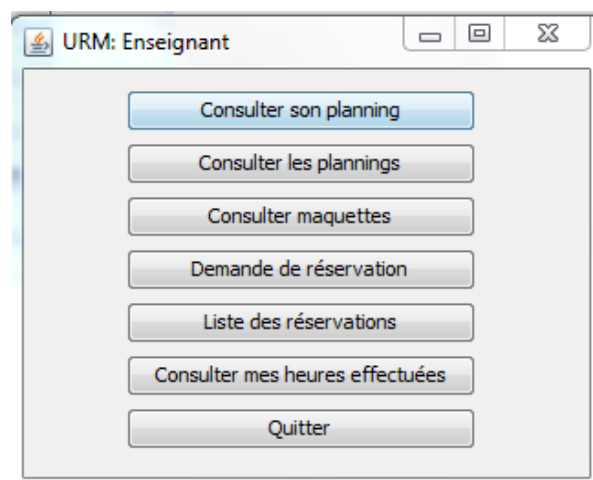 URM: Enseignant
Consulter son planning
Consulter les plannings
Consulter maquettes
Demande de réservation
Liste des réservations
Consulter mes heures effectuées
Quitter